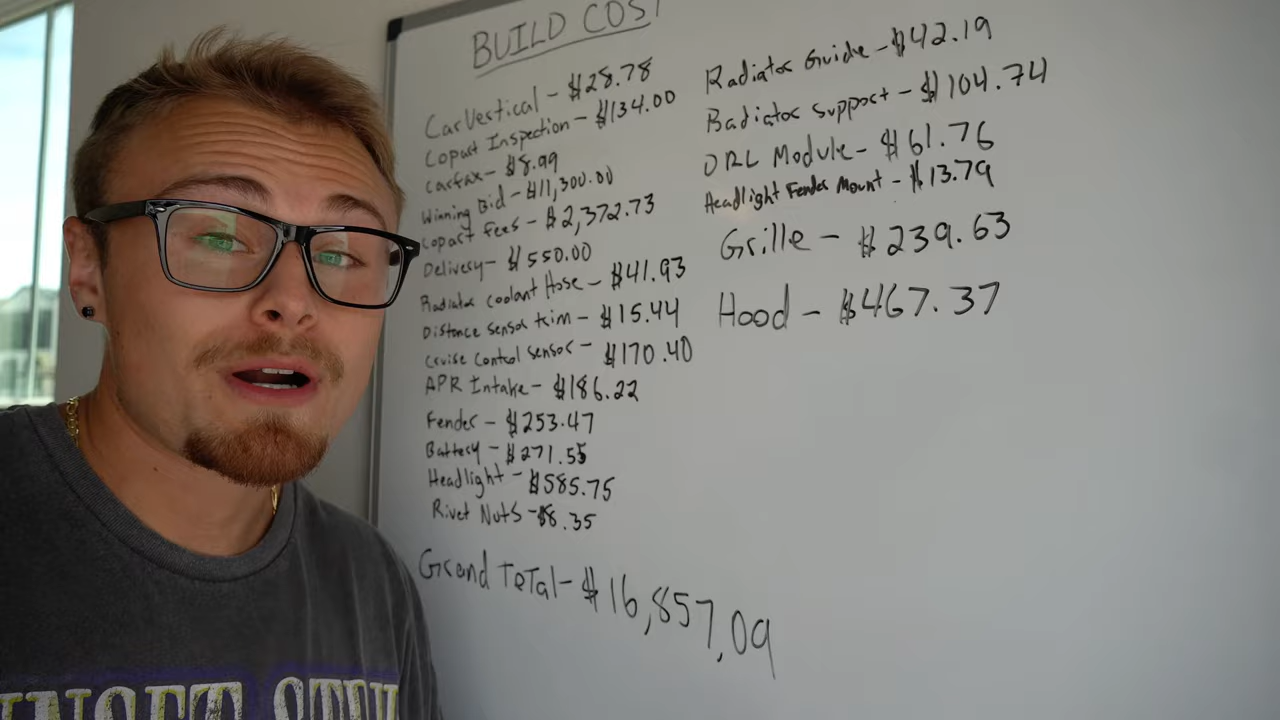 BUILD COST
CarVertical - $28.78
Copart Inspection - $134.00
Carfax - $8.99
Winning Bid - $11,300.00
Copart Fees - $2,372.73
Delivery - $550.00
Radiator Coolant Hose - $41.93
Distance sensor trim - $15.44
Cruise control sensor - $170.40
APR Intake - $186.22
Fender - $253.47
Battery - $271.55
Headlight - $585.75
Rivet Nuts - $8.35
Radiator Guide - $42.19
Radiator Support - $104.74
DRL Module - $61.76
Headlight Fender Mount - $13.79
Grille - $239.63
Hood - $467.37
Grand Total - $16,857.09
UNSET STRI